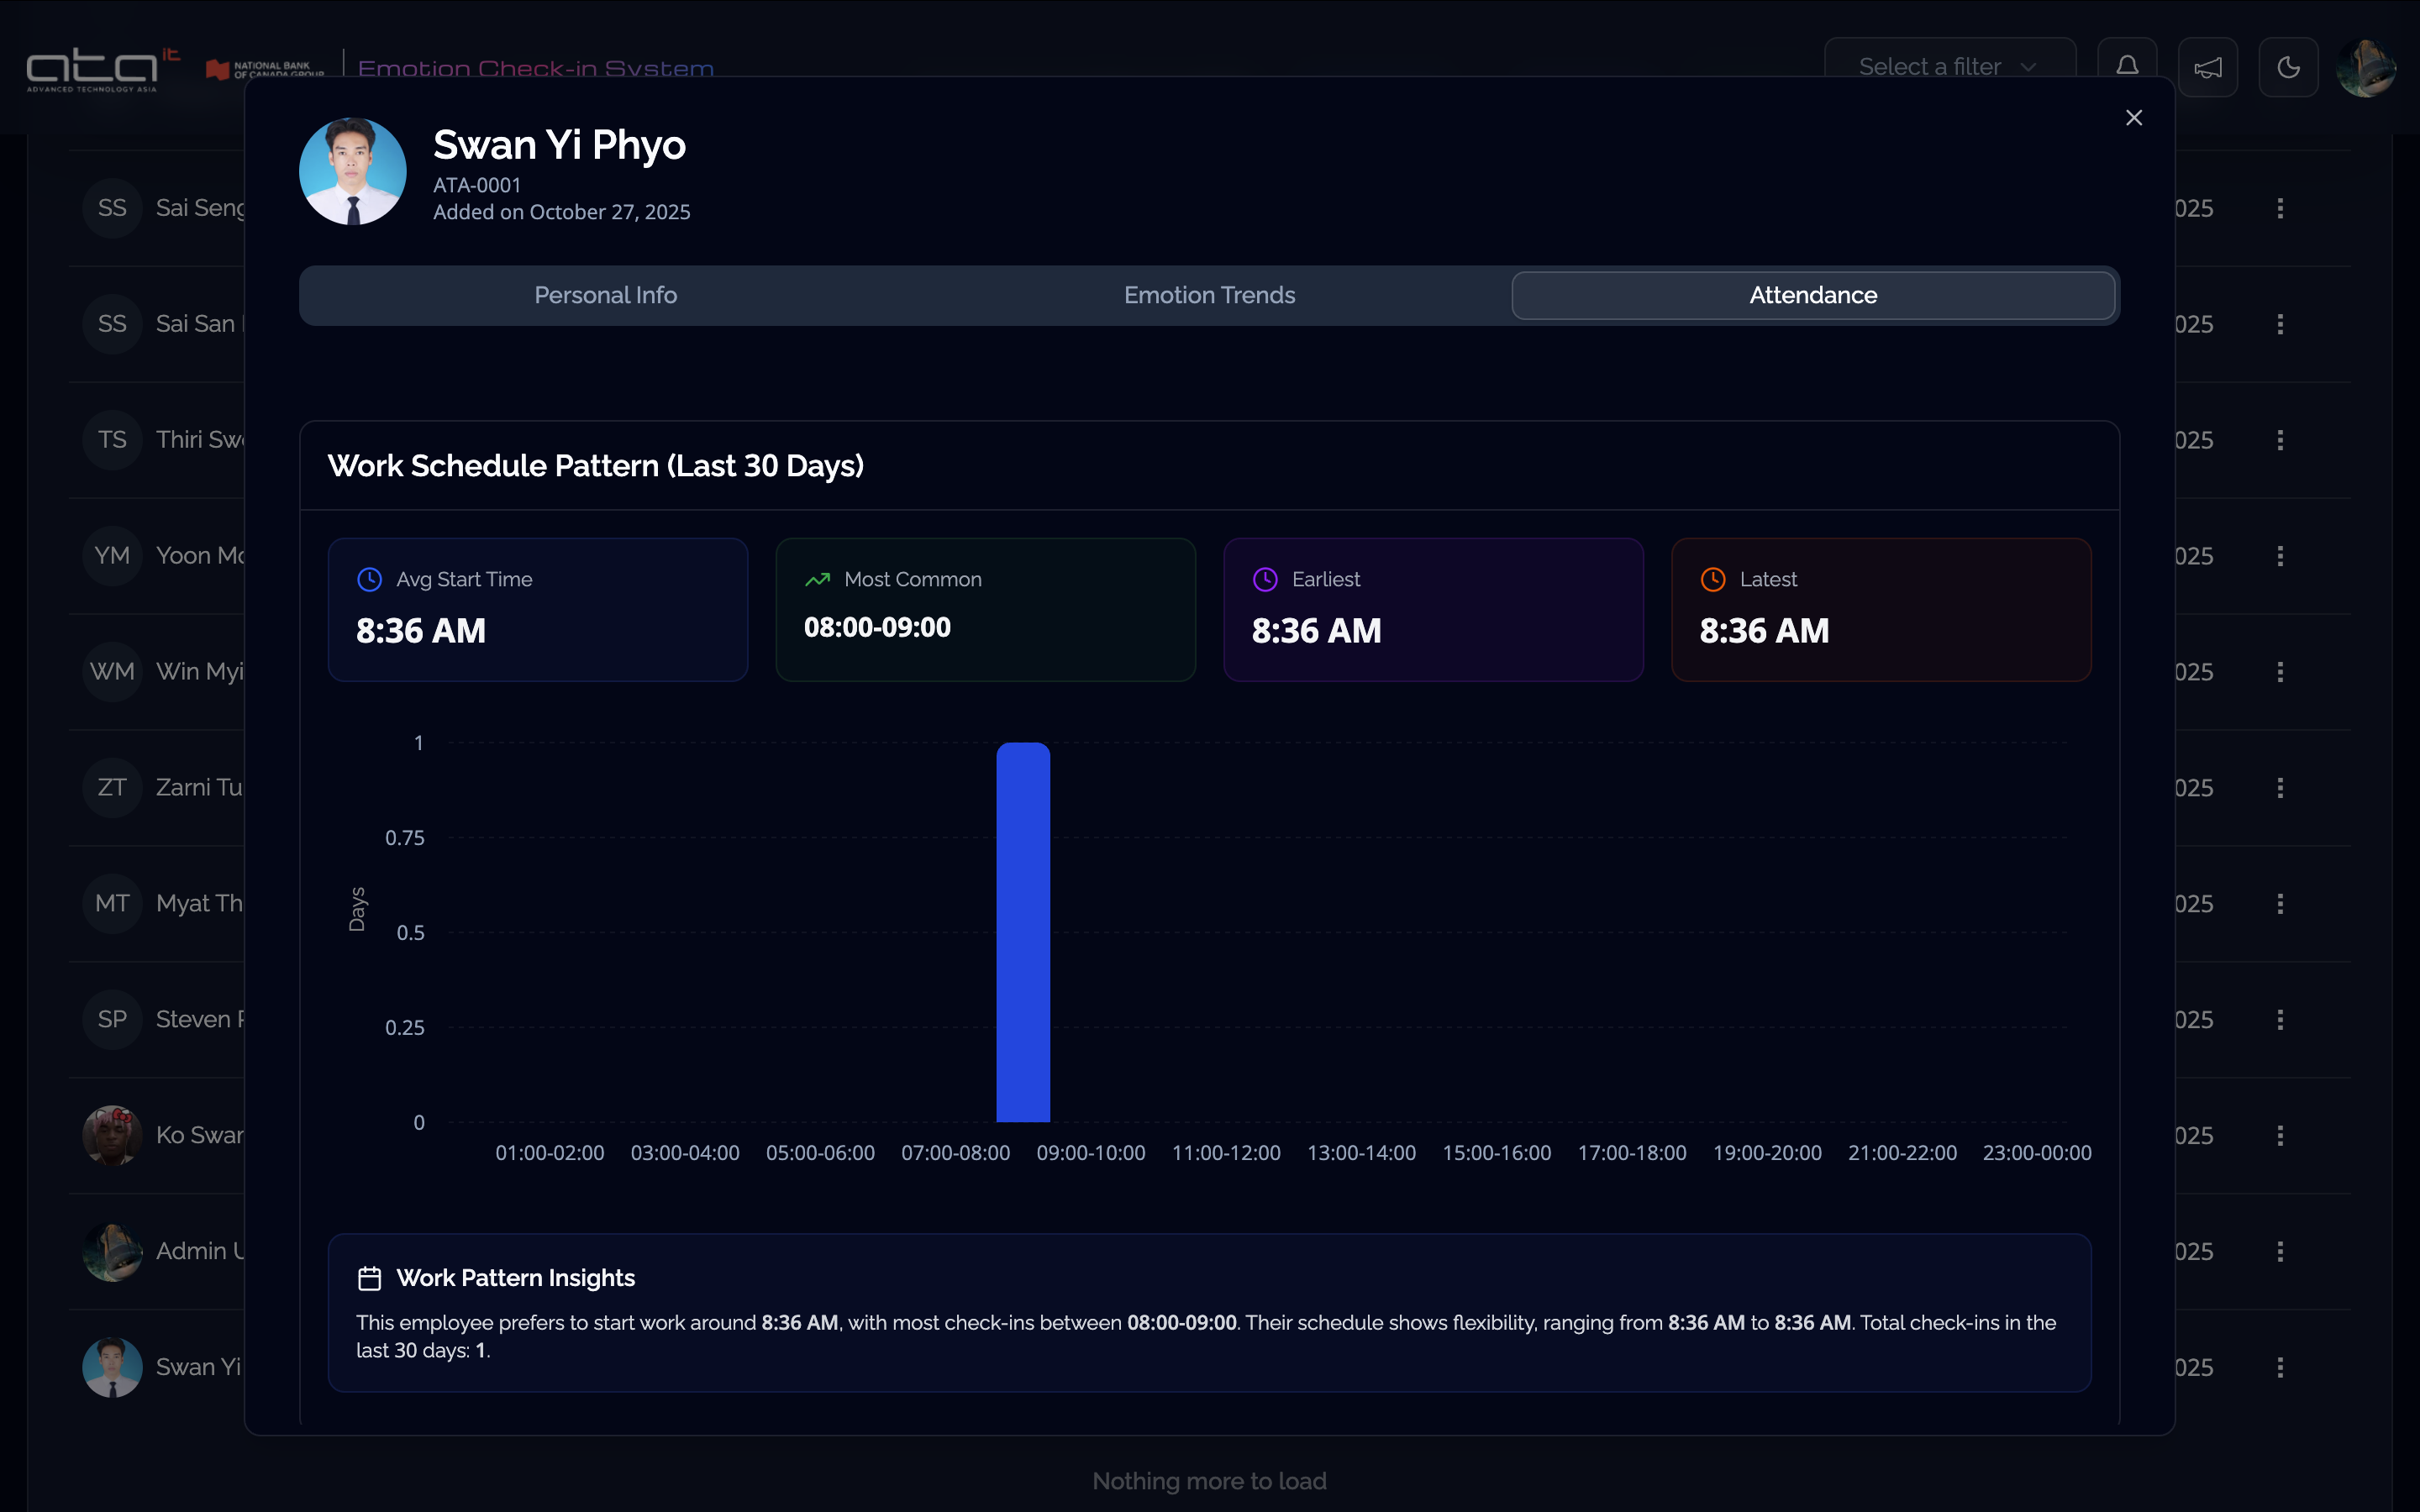 ata it
ADVANCED TECHNOLOGY ASIA
NATIONAL BANK
OF CANADA GROUP
Emotion Check-in System
Select a filter
Swan Yi Phyo
ATA-0001
Added on October 27, 2025
Personal Info
Emotion Trends
Attendance
Work Schedule Pattern (Last 30 Days)
Avg Start Time
8:36 AM
Most Common
08:00-09:00
Earliest
8:36 AM
Latest
8:36 AM
1
0.75
0.5
0.25
0
Days
01:00-02:00 03:00-04:00 05:00-06:00 07:00-08:00 09:00-10:00 11:00-12:00 13:00-14:00 15:00-16:00 17:00-18:00 19:00-20:00 21:00-22:00 23:00-00:00
Work Pattern Insights
This employee prefers to start work around 8:36 AM, with most check-ins between 08:00-09:00. Their schedule shows flexibility, ranging from 8:36 AM to 8:36 AM. Total check-ins in the
last 30 days: 1.
SS Sai Seng 025
SS Sai San 025
TS Thiri Swe 025
YM Yoon Mo 025
WM Win Myi 025
ZT Zarni Tu 025
MT Myat Th 025
SP Steven 025
Ko Swan 025
Admin U 025
Swan Yi 025
Nothing more to load